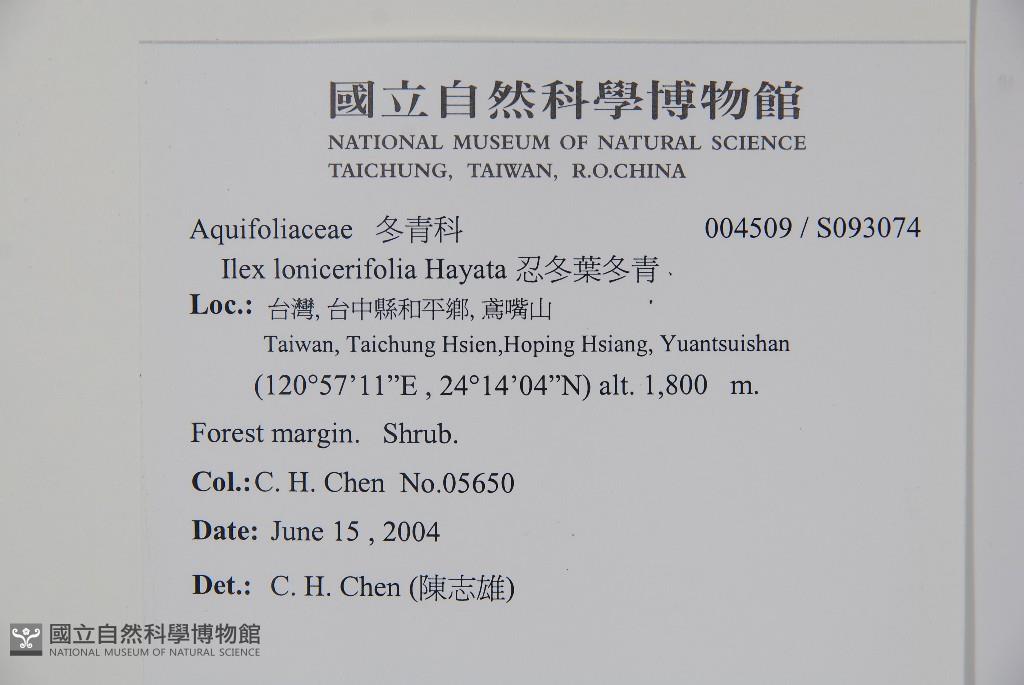 國立自然科學博物館
NATIONAL MUSEUM OF NATURAL SCIENCE
TAICHUNG, TAIWAN, R.O.CHINA
Aquifoliaceae 冬青科 004509 / S093074
Ilex lonicerifolia Hayata 忍冬葉冬青
Loc.: 台灣, 台中縣和平鄉, 鳶嘴山
Taiwan, Taichung Hsien,Hoping Hsiang, Yuantsuishan
(120°57’11”E , 24°14’04”N) alt. 1,800 m.
Forest margin. Shrub.
Col.: C. H. Chen No.05650
Date: June 15 , 2004
Det.: C. H. Chen (陳志雄)
國立自然科學博物館
NATIONAL MUSEUM OF NATURAL SCIENCE